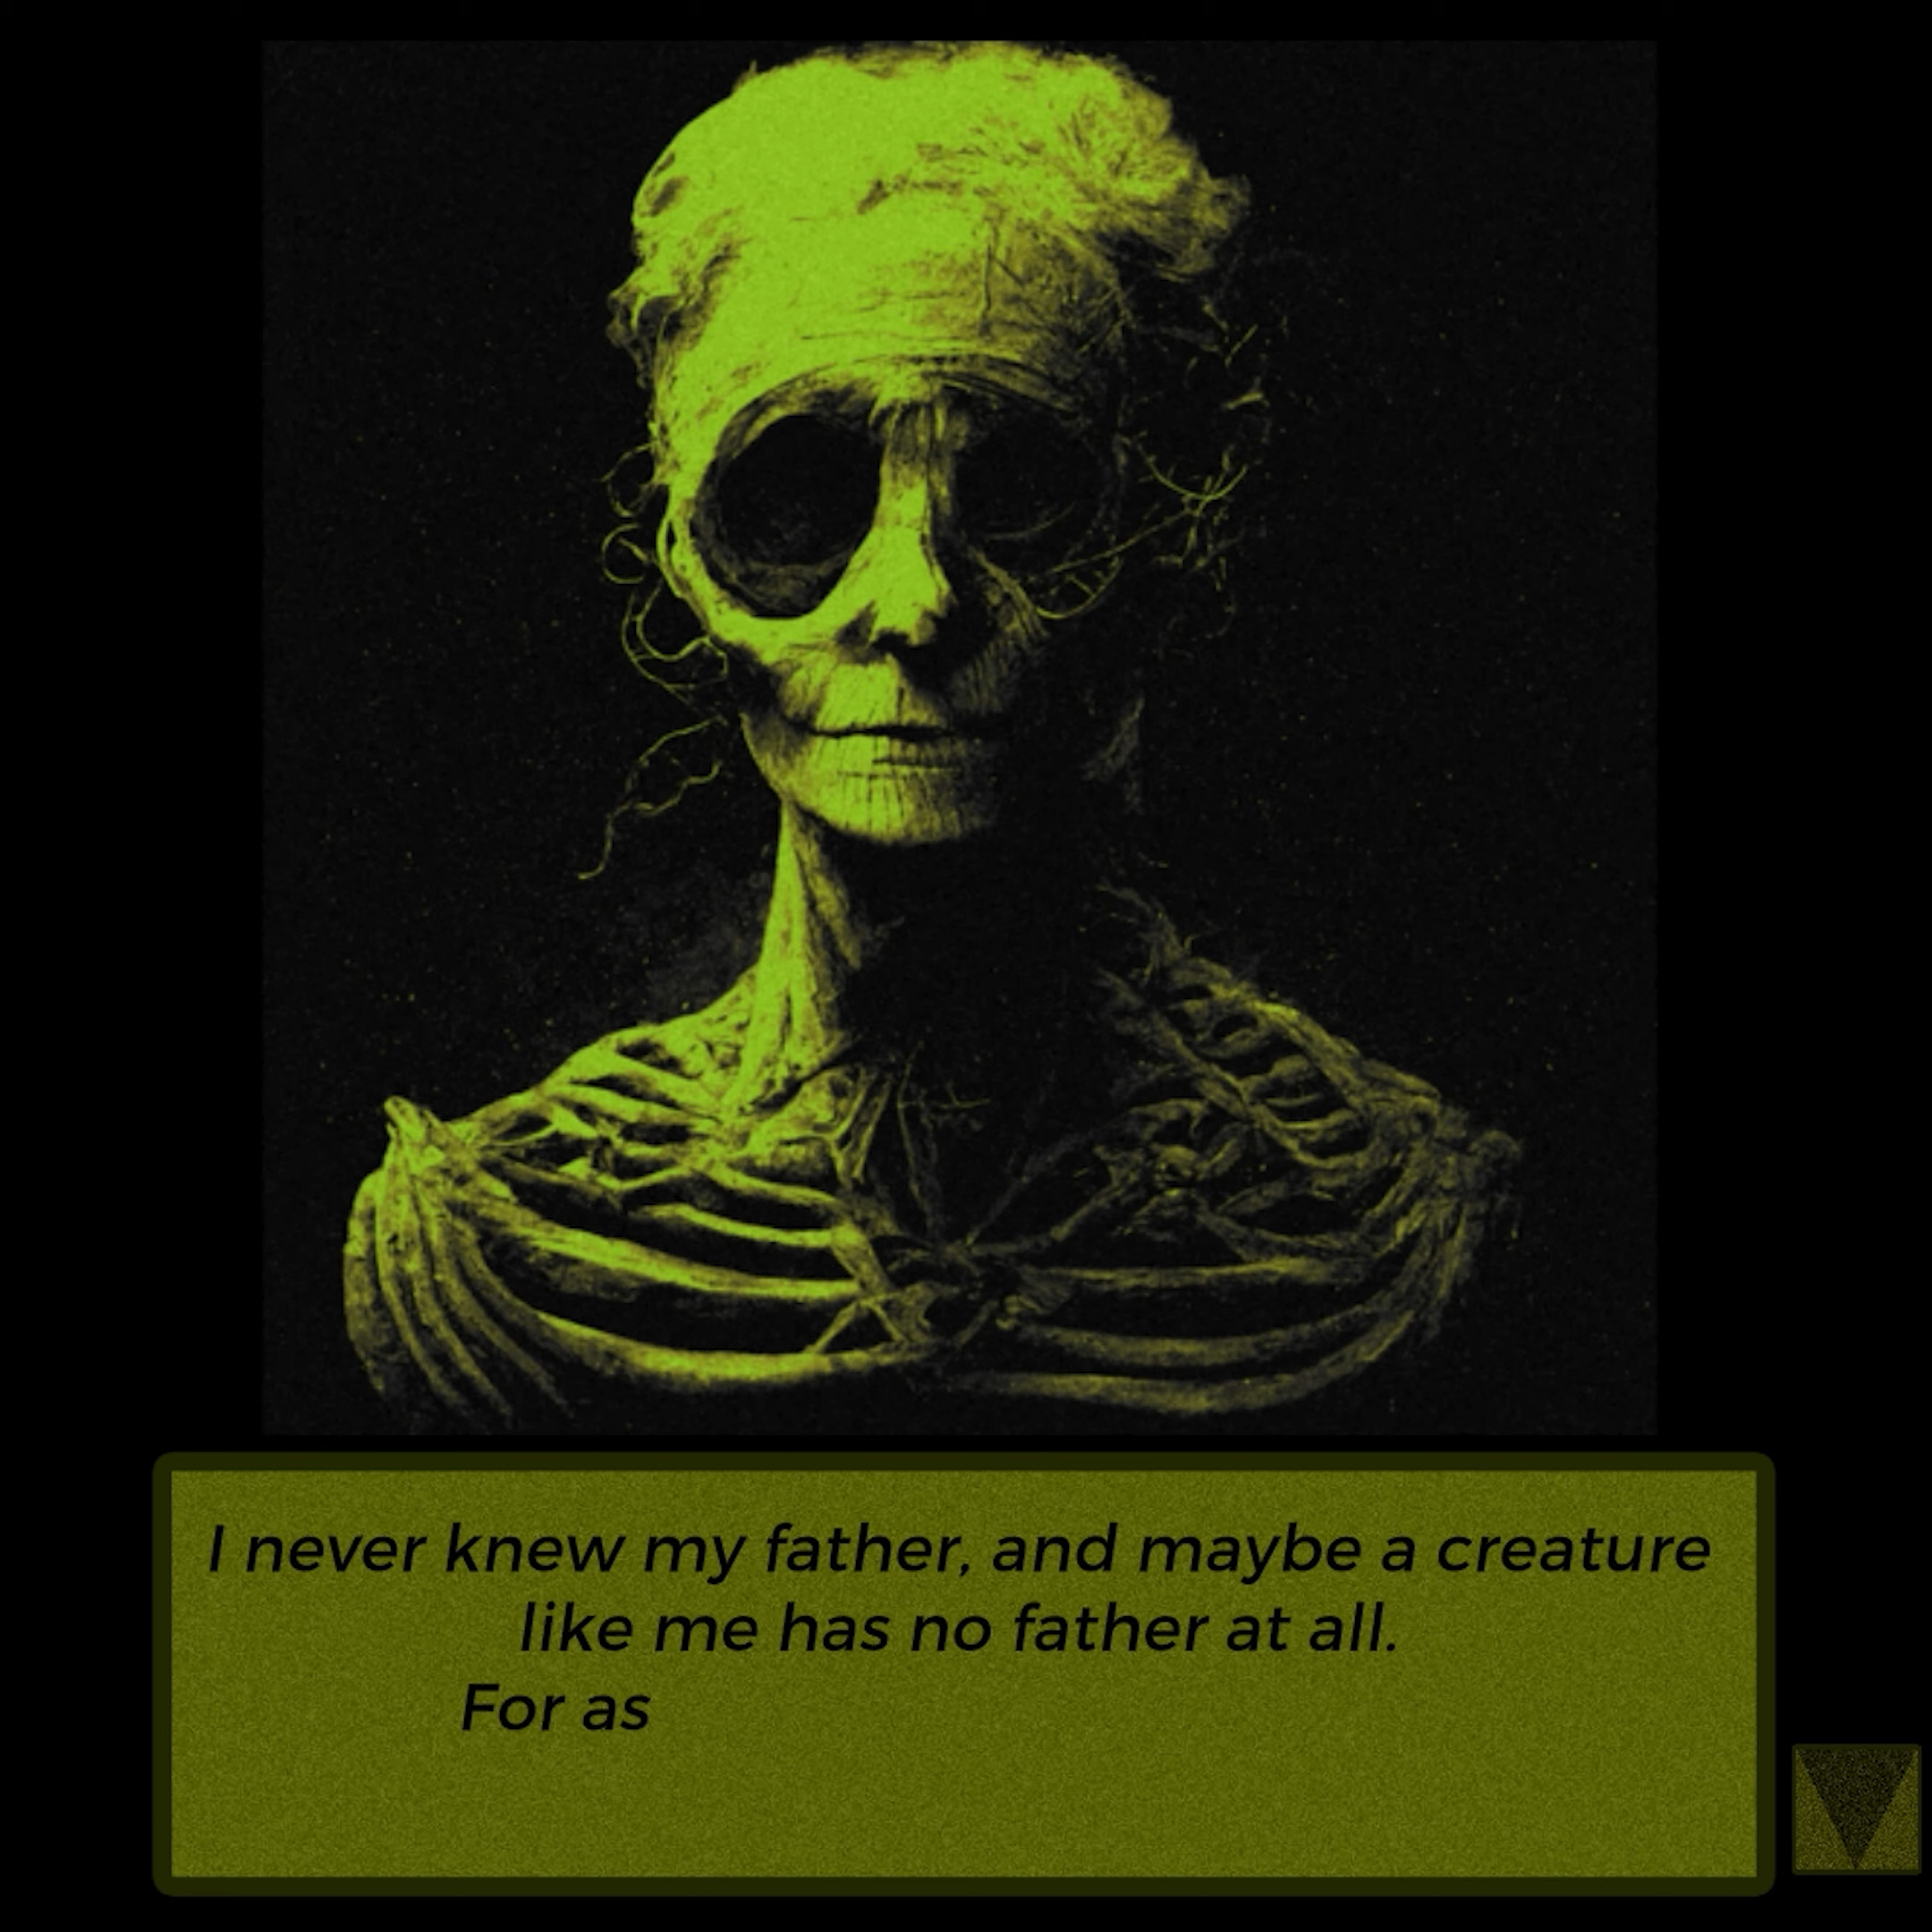 I never knew my father, and maybe a creature
like me has no father at all.
For as